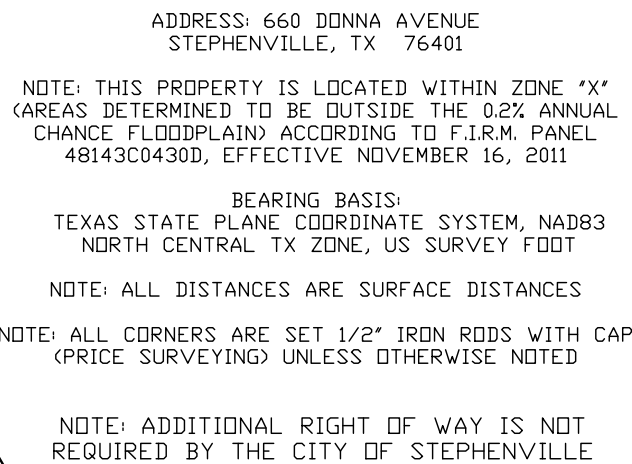 ADDRESS: 660 DONNA AVENUE
STEPHENVILLE, TX 76401
NOTE: THIS PROPERTY IS LOCATED WITHIN ZONE "X"
(AREAS DETERMINED TO BE OUTSIDE THE 0.2% ANNUAL
CHANCE FLOODPLAIN) ACCORDING TO F.I.R.M. PANEL
48143C0430D, EFFECTIVE NOVEMBER 16, 2011
BEARING BASIS:
TEXAS STATE PLANE COORDINATE SYSTEM, NAD83
NORTH CENTRAL TX ZONE, US SURVEY FOOT
NOTE: ALL DISTANCES ARE SURFACE DISTANCES
NOTE: ALL CORNERS ARE SET 1/2" IRON RODS WITH CAP
(PRICE SURVEYING) UNLESS OTHERWISE NOTED
NOTE: ADDITIONAL RIGHT OF WAY IS NOT
REQUIRED BY THE CITY OF STEPHENVILLE